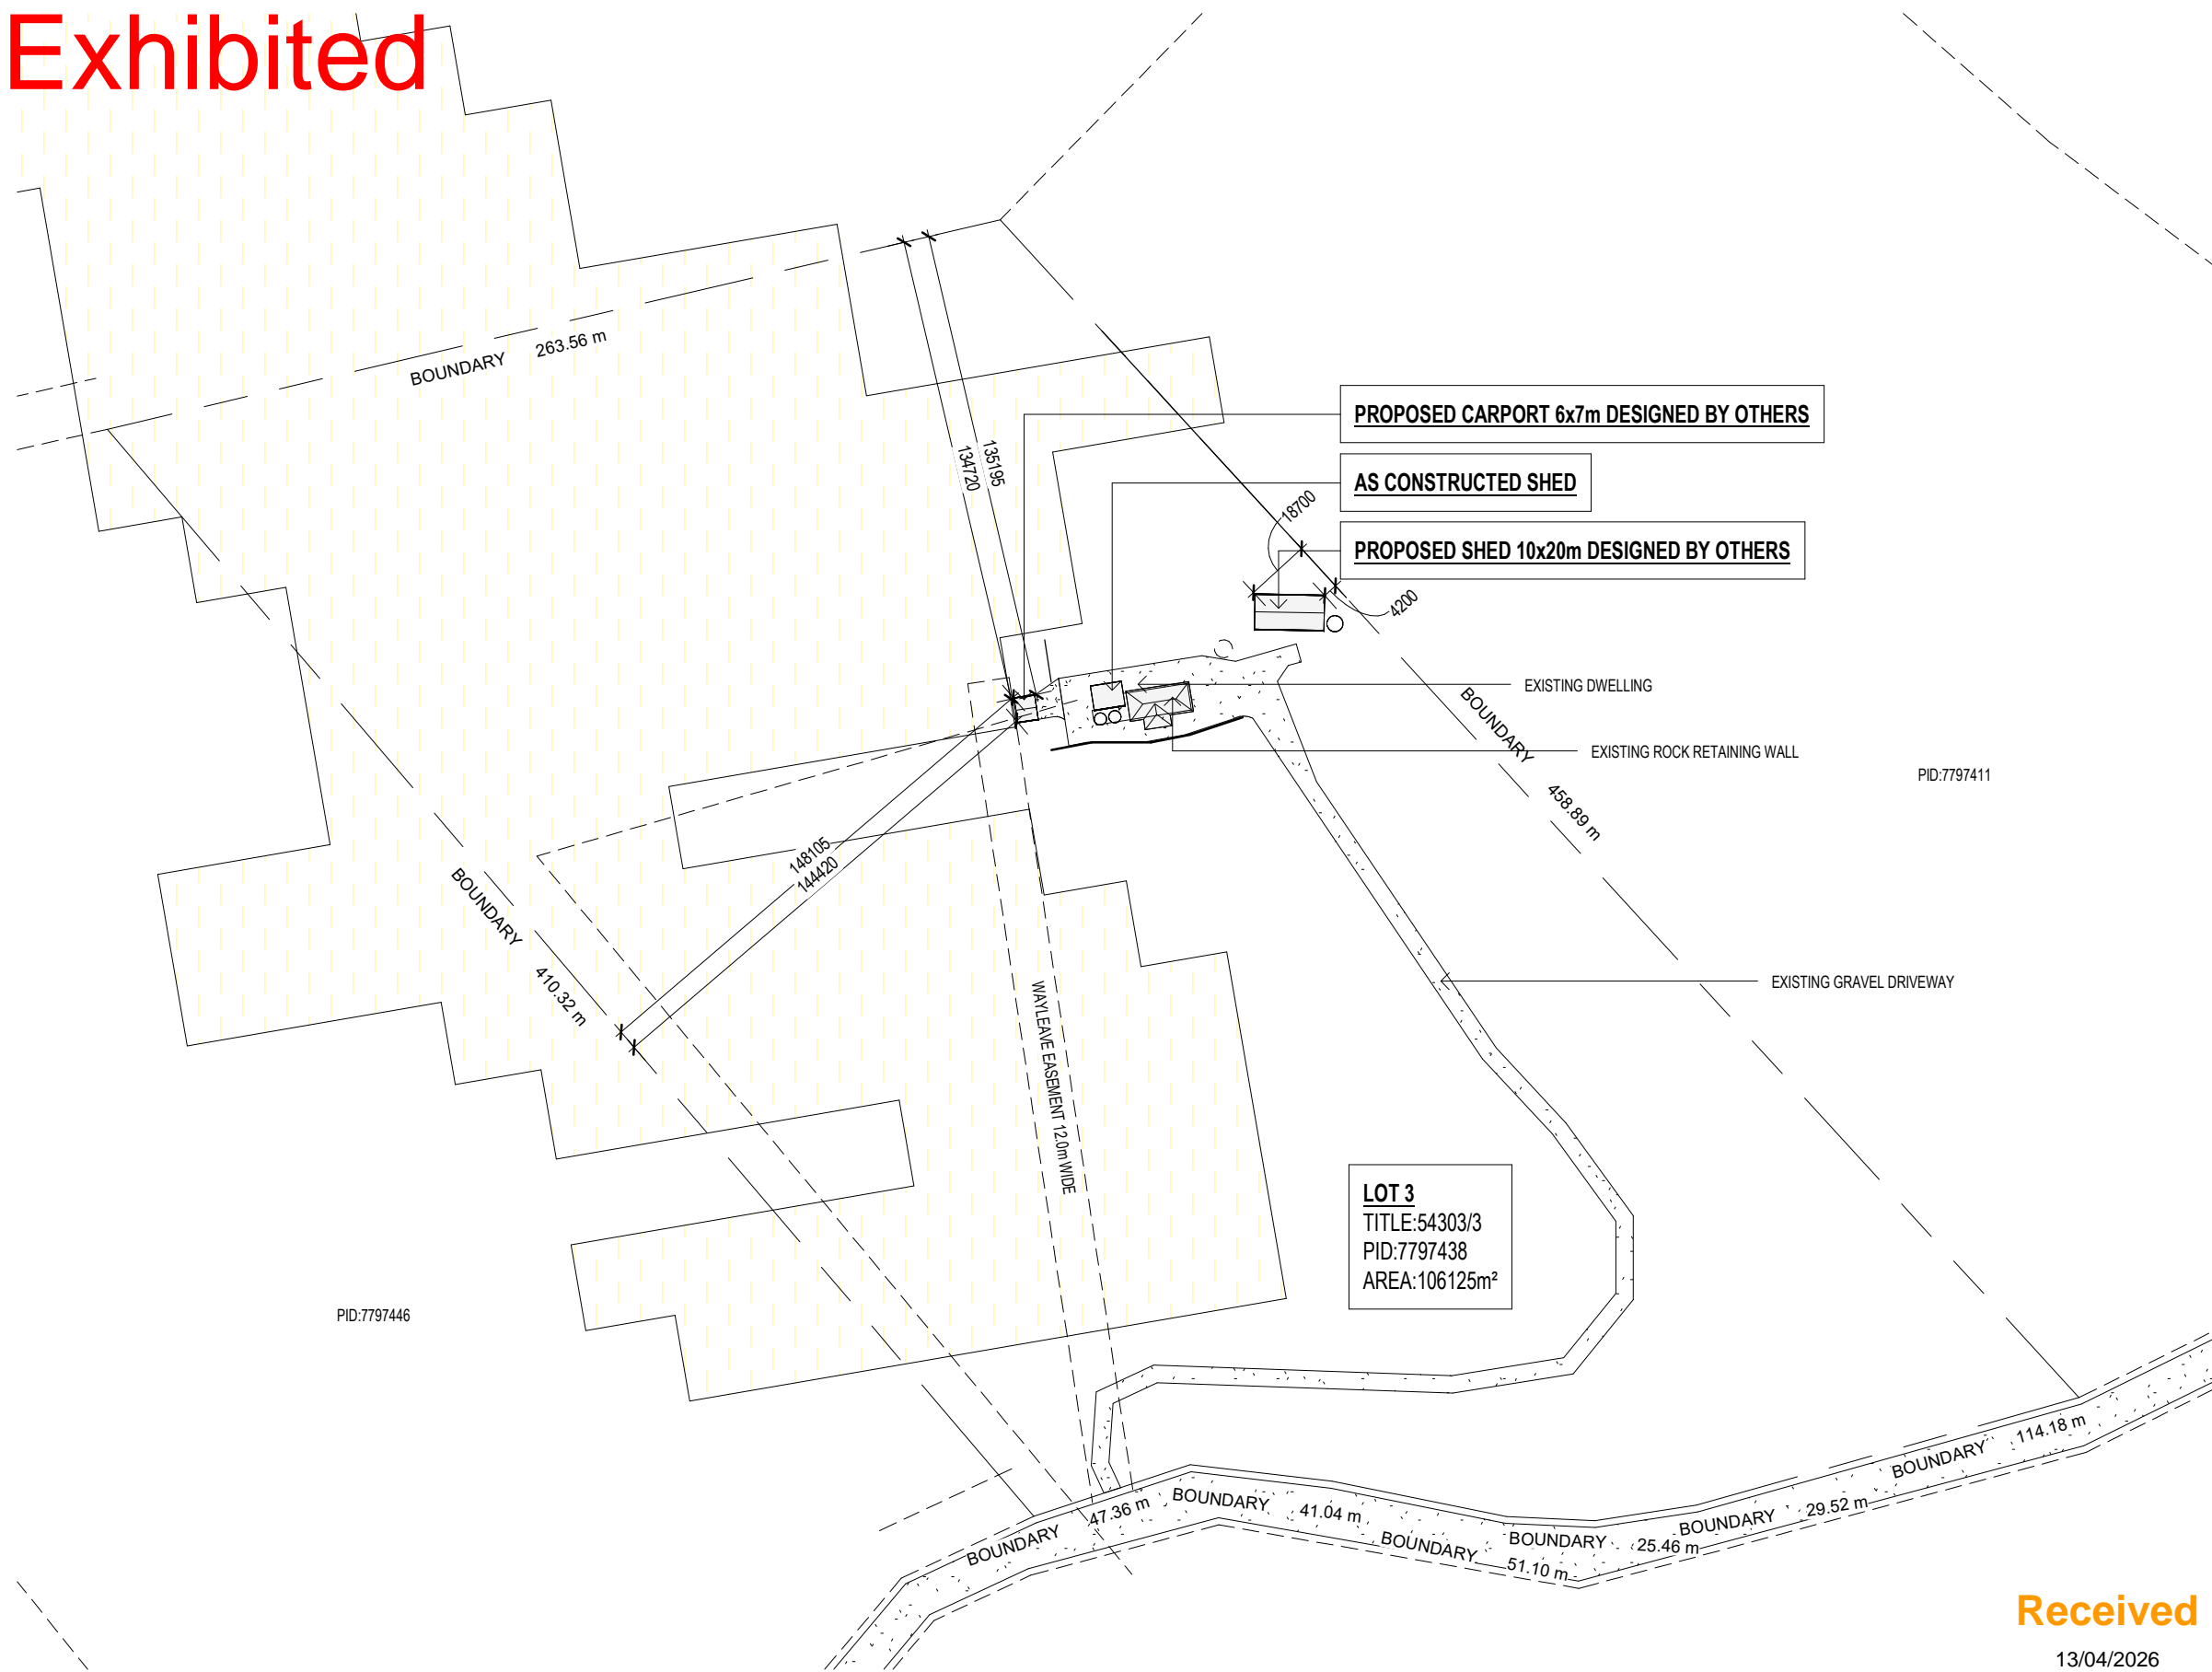 Exhibited
BOUNDARY 263.56 m
134720
135195
PROPOSED CARPORT 6x7m DESIGNED BY OTHERS
AS CONSTRUCTED SHED
18700
PROPOSED SHED 10x20m DESIGNED BY OTHERS
4200
EXISTING DWELLING
BOUNDARY 458.89 m
EXISTING ROCK RETAINING WALL
PID:7797411
148105
144420
BOUNDARY 410.32 m
EXISTING GRAVEL DRIVEWAY
WAYLEAVE EASEMENT 12.0m WIDE
LOT 3
TITLE:54303/3
PID:7797438
AREA:106125m²
PID:7797446
BOUNDARY 47.36 m
BOUNDARY 41.04 m
BOUNDARY 51.10 m
BOUNDARY 25.46 m
BOUNDARY 29.52 m
BOUNDARY 114.18 m
Received
13/04/2026